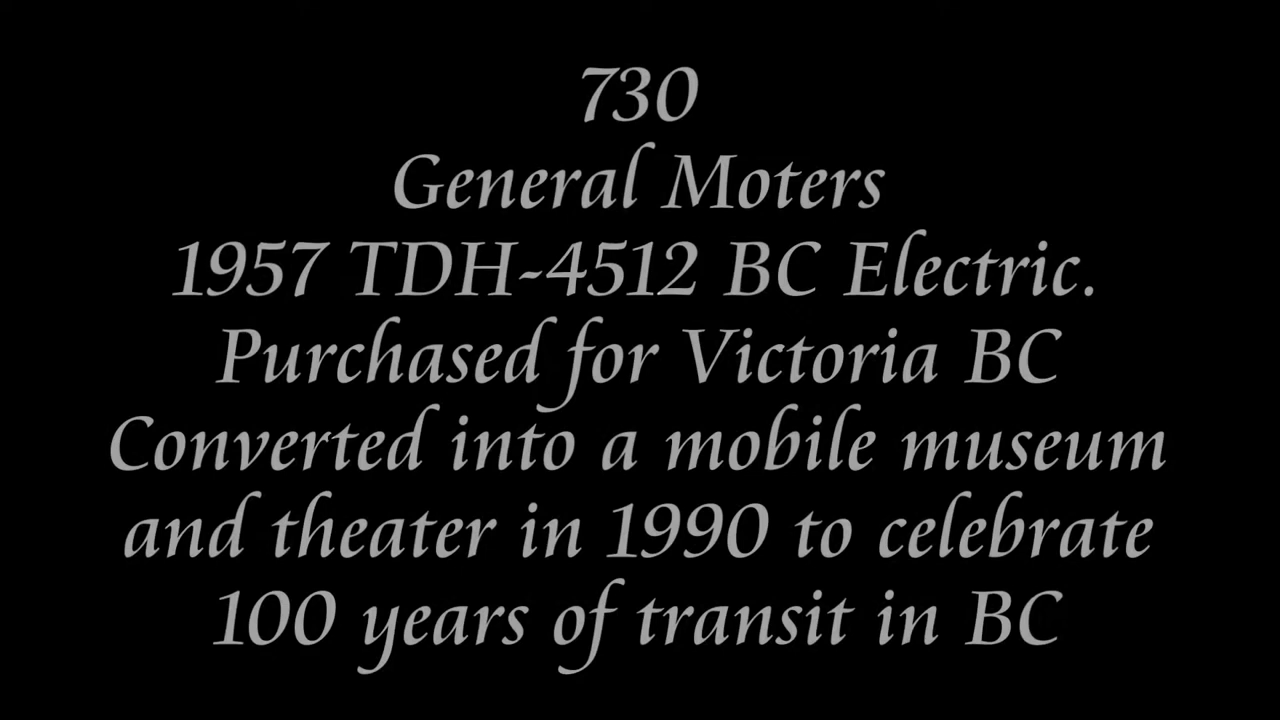 730
General Moters
1957 TDH-4512 BC Electric.
Purchased for Victoria BC
Converted into a mobile museum
and theater in 1990 to celebrate
100 years of transit in BC